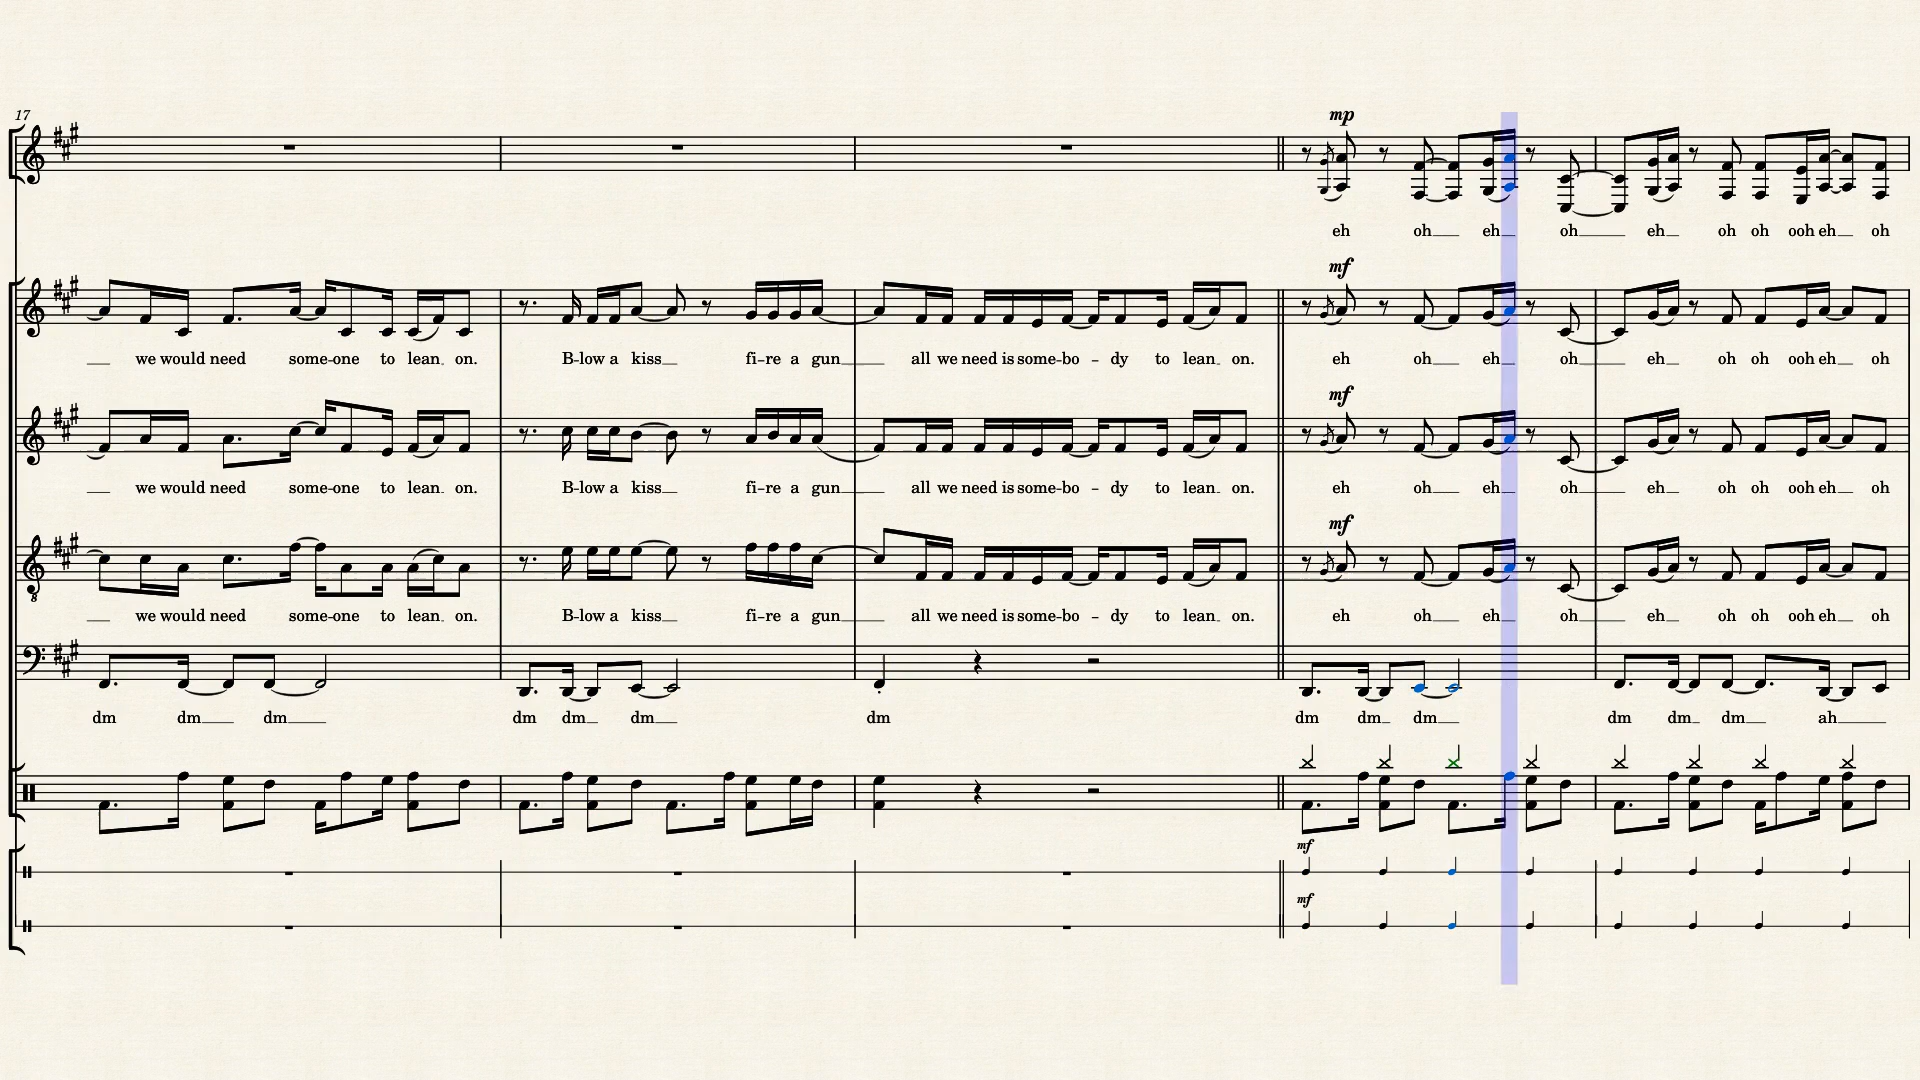 17
mp
eh oh eh oh eh oh oh ooh eh oh
mf
we would need some-one to lean on. B-low a kiss fi-re a gun all we need is some-bo-dy to lean on. eh oh eh oh eh oh oh ooh eh oh
mf
we would need some-one to lean on. B-low a kiss fi-re a gun all we need is some-bo-dy to lean on. eh oh eh oh eh oh oh ooh eh oh
mf
8
we would need some-one to lean on. B-low a kiss fi-re a gun all we need is some-bo-dy to lean on. eh oh eh oh eh oh oh ooh eh oh
dm dm dm dm dm dm dm dm dm dm dm dm dm ah
mf
mf